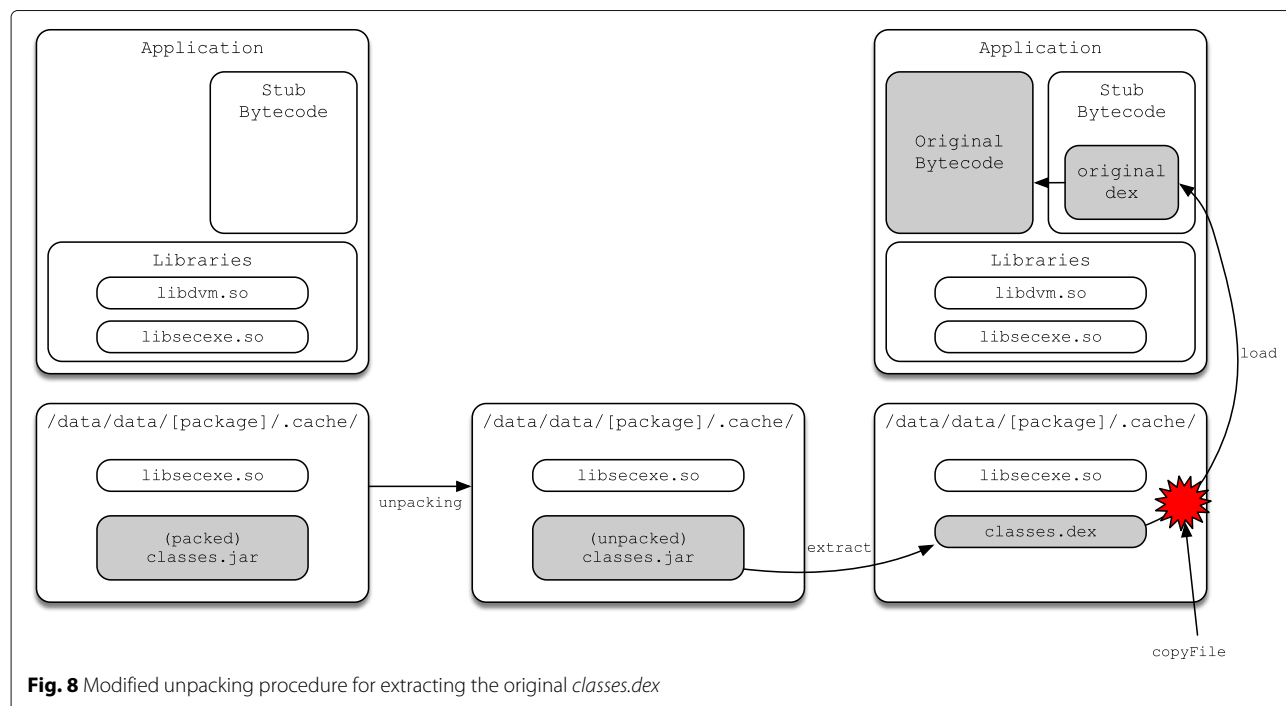 Application
Stub
Bytecode
Libraries
libdvm.so
libsecexe.so
Application
Original
Bytecode
Stub
Bytecode
original
dex
Libraries
libdvm.so
libsecexe.so
load
/data/data/[package]/.cache/
libsecexe.so
(packed)
classes.jar
unpacking
/data/data/[package]/.cache/
libsecexe.so
(unpacked)
classes.jar
extract
/data/data/[package]/.cache/
libsecexe.so
classes.dex
copyFile
Fig. 8 Modified unpacking procedure for extracting the original classes.dex